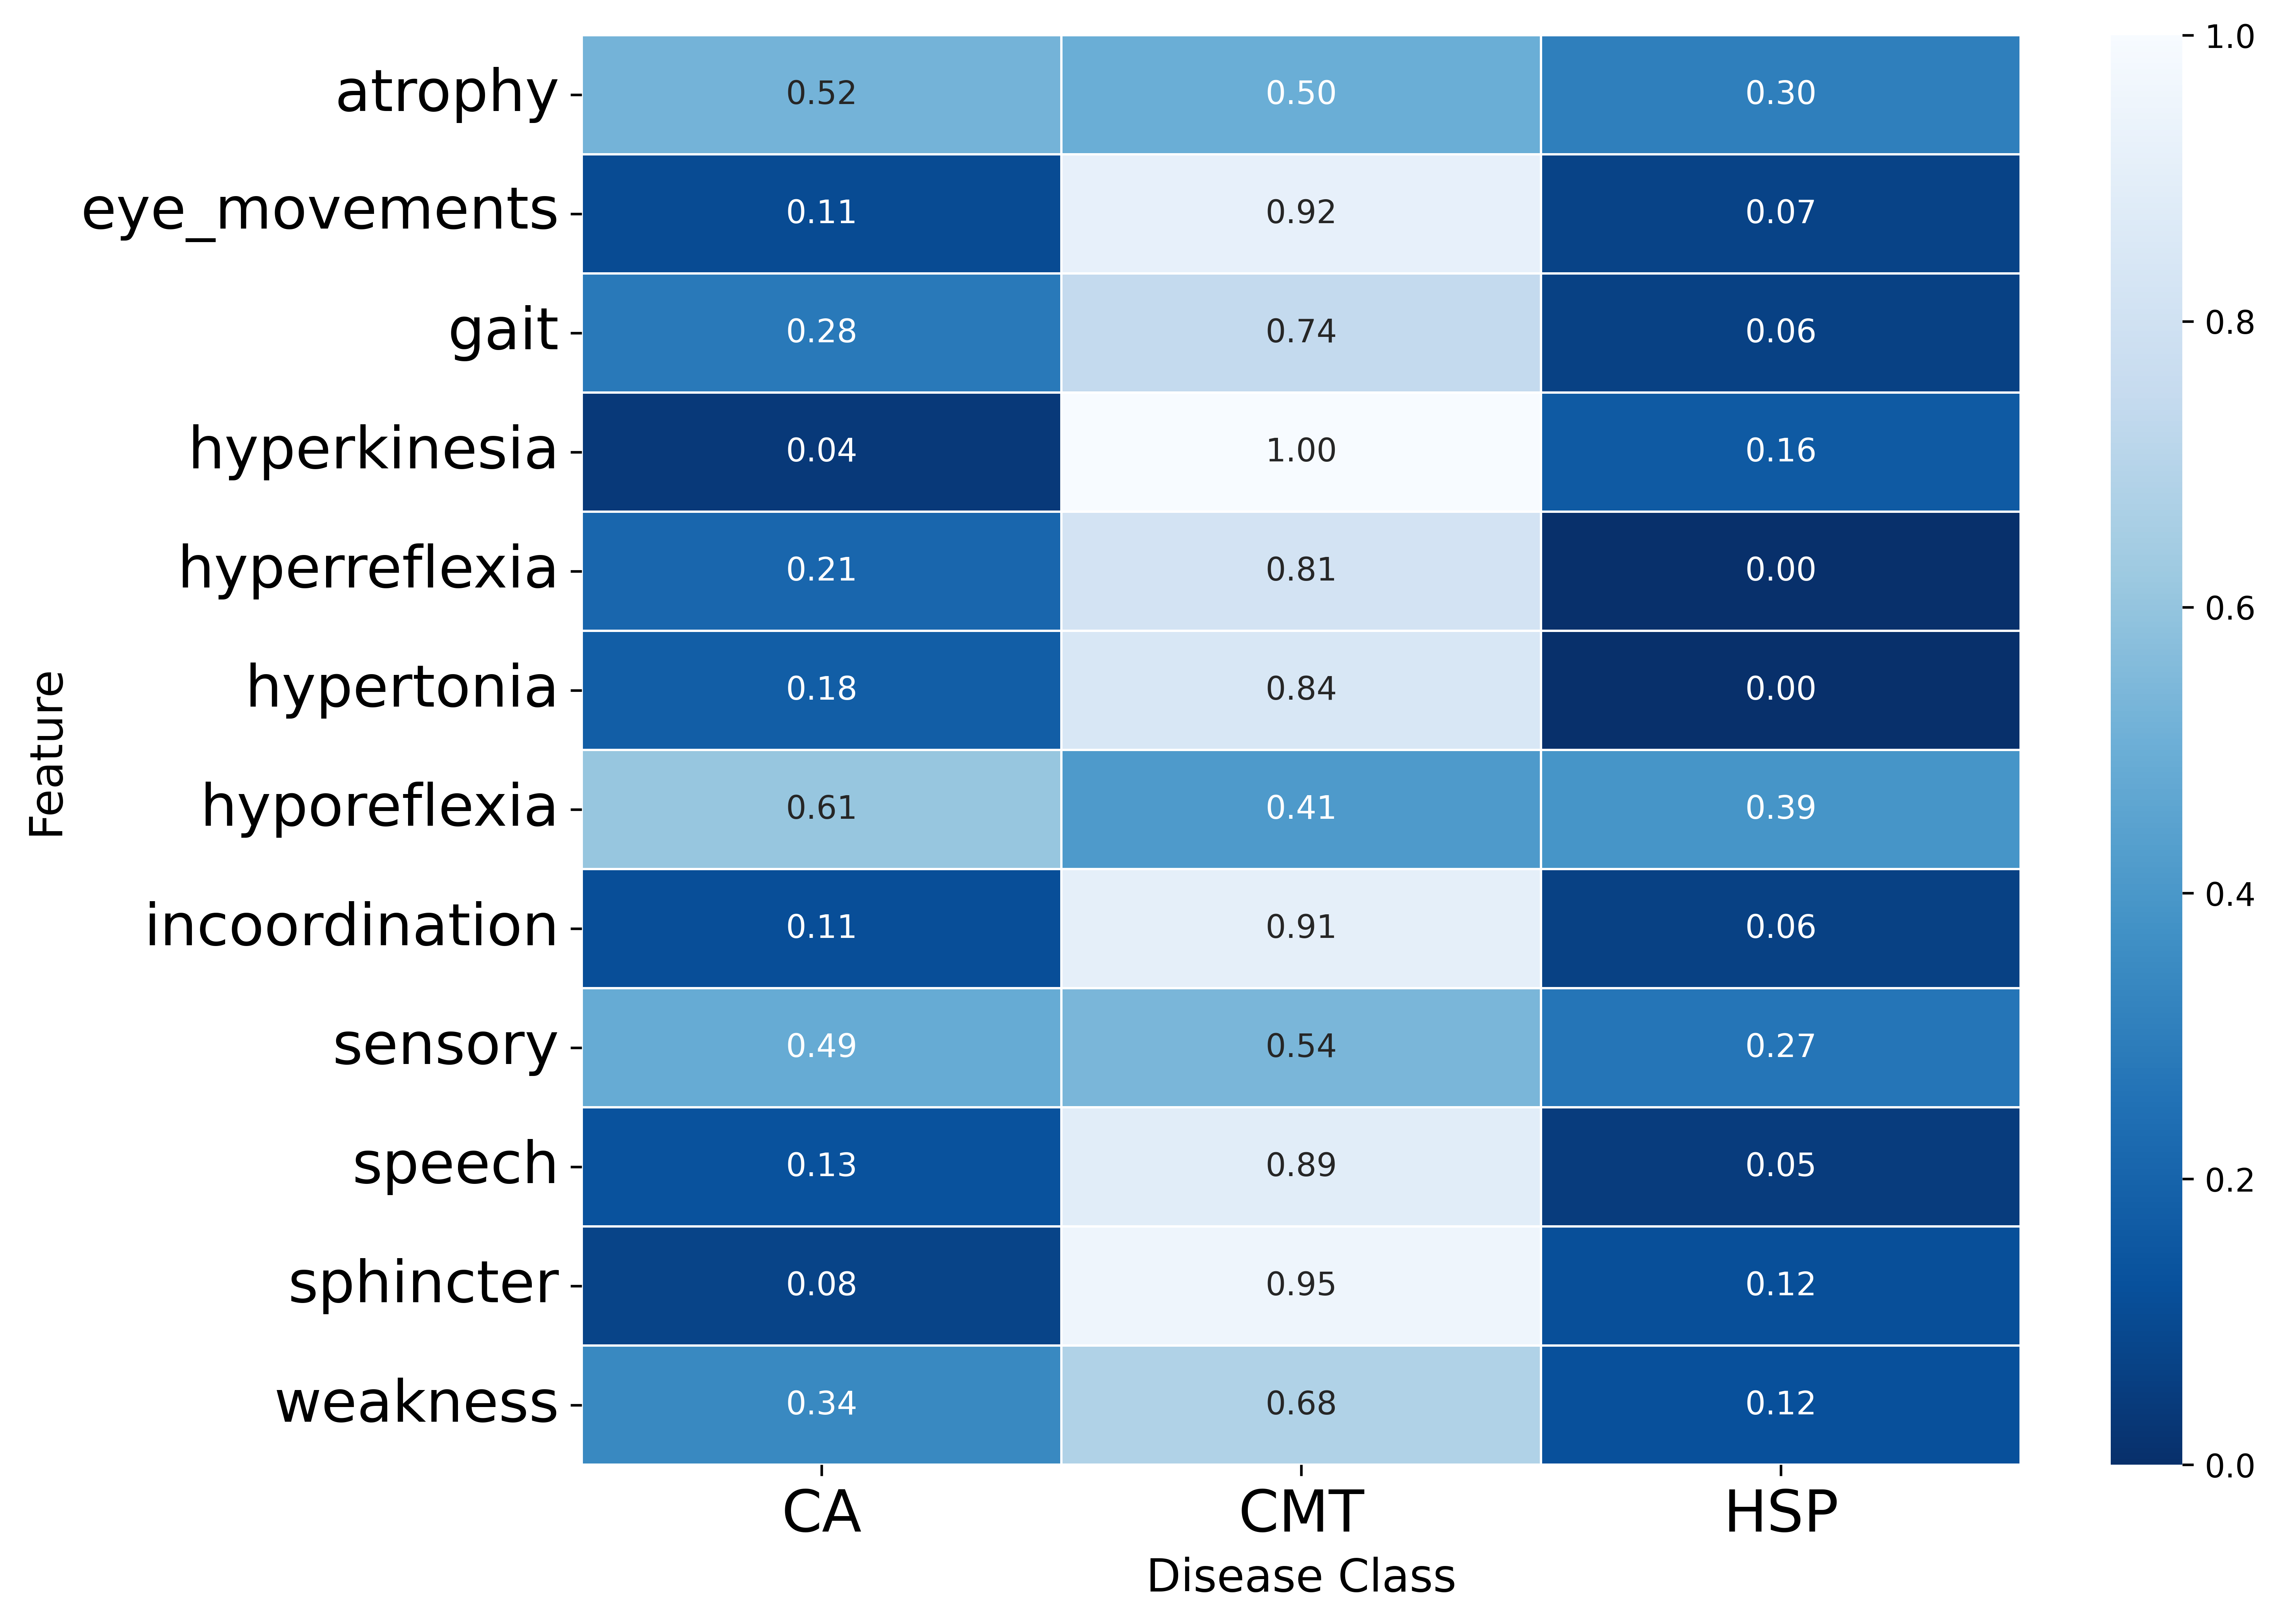 atrophy 0.52 0.50 0.30
eye_movements 0.11 0.92 0.07
gait 0.28 0.74 0.06
hyperkinesia 0.04 1.00 0.16
hyperreflexia 0.21 0.81 0.00
hypertonia 0.18 0.84 0.00
hyporeflexia 0.61 0.41 0.39
incoordination 0.11 0.91 0.06
sensory 0.49 0.54 0.27
speech 0.13 0.89 0.05
sphincter 0.08 0.95 0.12
weakness 0.34 0.68 0.12
CA CMT HSP
Disease Class
Feature
1.0
0.8
0.6
0.4
0.2
0.0